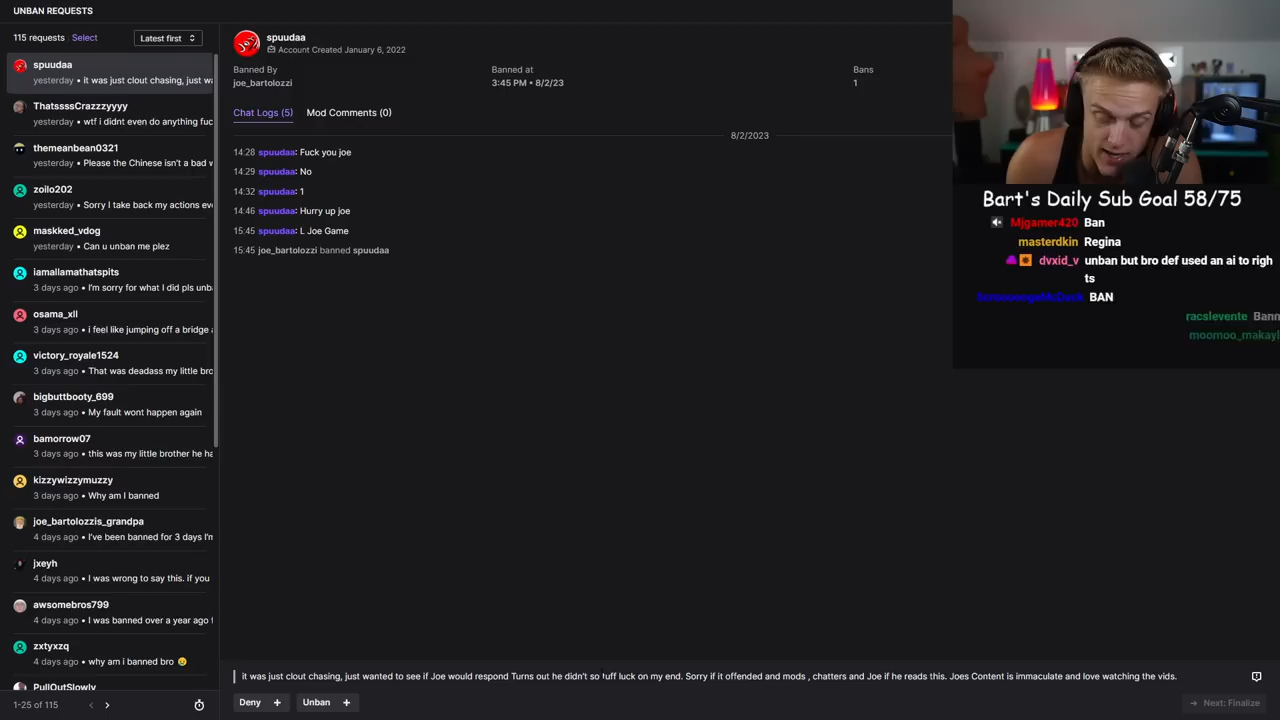 UNBAN REQUESTS
115 requests Select Latest first
spuudaa
yesterday • it was just clout chasing, just wa
ThatssssCrazzzyyyy
yesterday • wtf i didnt even do anything fuc
themeanbean0321
yesterday • Please the Chinese isn't a bad w
zoilo202
yesterday • Sorry I take back my actions eve
maskked_vdog
yesterday • Can u unban me plez
iamallamathatspits
3 days ago • I'm sorry for what I did pls unb
osama_xll
3 days ago • i feel like jumping off a bridge a
victory_royale1524
3 days ago • That was deadass my little bro
bigbuttbooty_699
3 days ago • My fault wont happen again
bamorrow07
3 days ago • this was my little brother he ha
kizzywizzymuzzy
3 days ago • Why am I banned
joe_bartolozzis_grandpa
4 days ago • I've been banned for 3 days I'm
jxeyh
4 days ago • I was wrong to say this. if you
awsomebros799
4 days ago • I was banned over a year ago f
zxtyxzq
4 days ago • why am i banned bro
PullOutSlowly
1-25 of 115
spuudaa
Account Created January 6, 2022
Banned By Banned at Bans
joe_bartolozzi 3:45 PM • 8/2/23 1
Chat Logs (5) Mod Comments (0)
8/2/2023
14:28 spuudaa: Fuck you joe
14:29 spuudaa: No
14:32 spuudaa: 1
14:46 spuudaa: Hurry up joe
15:45 spuudaa: L Joe Game
15:45 joe_bartolozzi banned spuudaa
it was just clout chasing, just wanted to see if Joe would respond Turns out he didn't so tuff luck on my end. Sorry if it offended and mods , chatters and Joe if he reads this. Joes Content is immaculate and love watching the vids.
Deny + Unban + Next: Finalize
Bart's Daily Sub Goal 58/75
Mjgamer420 Ban
masterdkin Regina
dvxid_v unban but bro def used an ai to righ
ts
BAN
racslevente Bann
moomoo_makayl